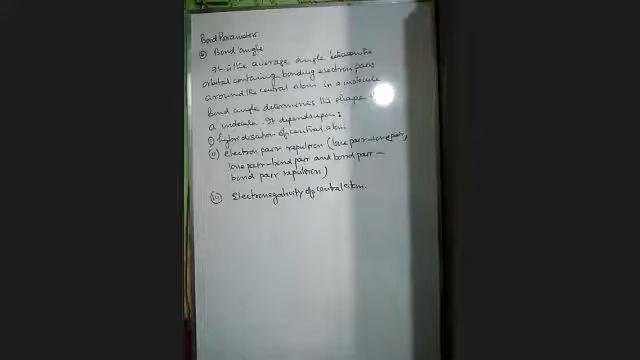 Bond Parameter
Bond angle
It is the average angle between the
orbital containing bonding electron pairs
around the central atom in a molecule
Bond angle determines the shape
a molecule. It depends upon :
(i) hybridisation of central atom
(ii) electron pair repulsion (lone pair-lone pair,
lone pair-bond pair and bond pair-
bond pair repulsion)
(iii) Electronegativity of central atom.